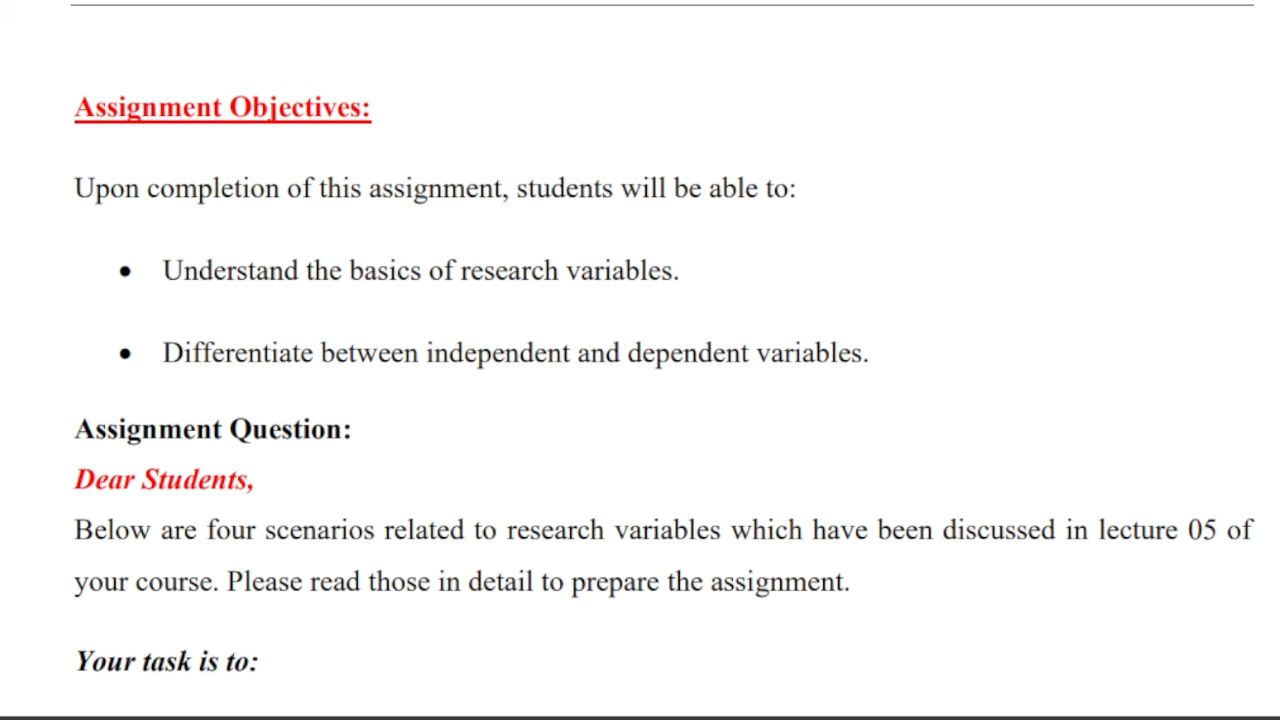 Assignment Objectives:
Upon completion of this assignment, students will be able to:
• Understand the basics of research variables.
• Differentiate between independent and dependent variables.
Assignment Question:
Dear Students,
Below are four scenarios related to research variables which have been discussed in lecture 05 of
your course. Please read those in detail to prepare the assignment.
Your task is to: